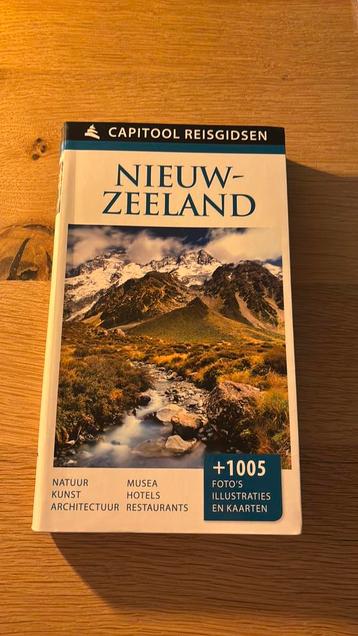 CAPITOOL REISGIDSEN
NIEUW-
ZEELAND
NATUUR
KUNST
ARCHITECTUUR
MUSEA
HOTELS
RESTAURANTS
+1005
FOTO'S
ILLUSTRATIES
EN KAARTEN